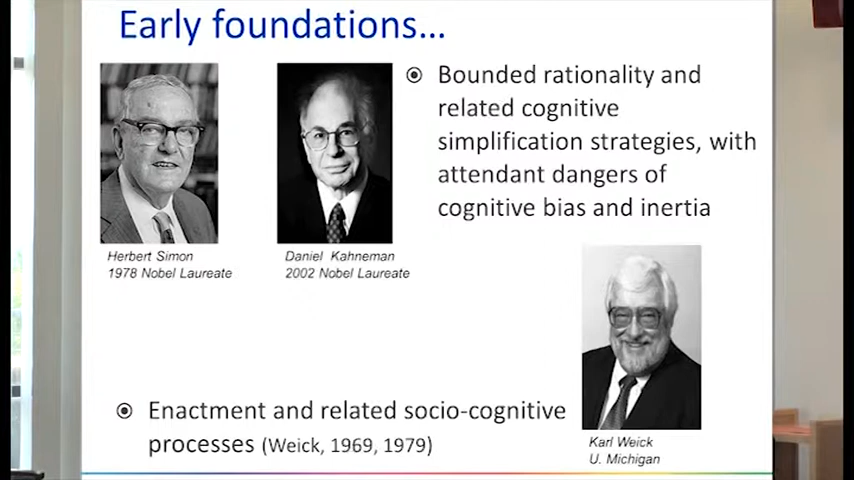 Early foundations...
Bounded rationality and
related cognitive
simplification strategies, with
attendant dangers of
cognitive bias and inertia
Herbert Simon
1978 Nobel Laureate
Daniel Kahneman
2002 Nobel Laureate
Enactment and related socio-cognitive
processes (Weick, 1969, 1979)
Karl Weick
U. Michigan